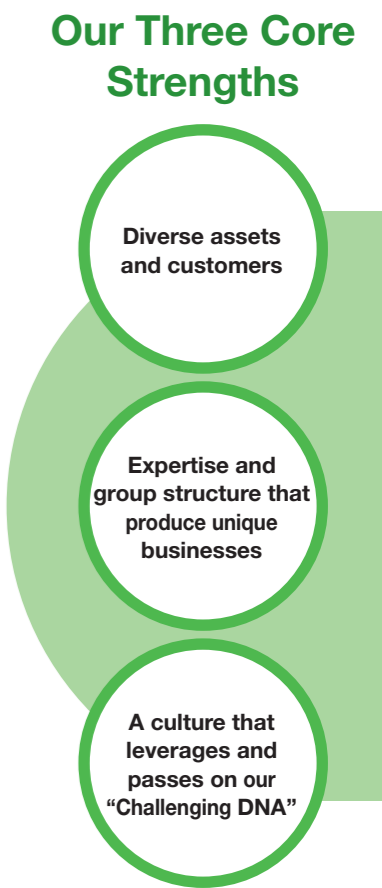 Our Three Core
Strengths
Diverse assets
and customers
Expertise and
group structure that
produce unique
businesses
A culture that
leverages and
passes on our
“Challenging DNA”